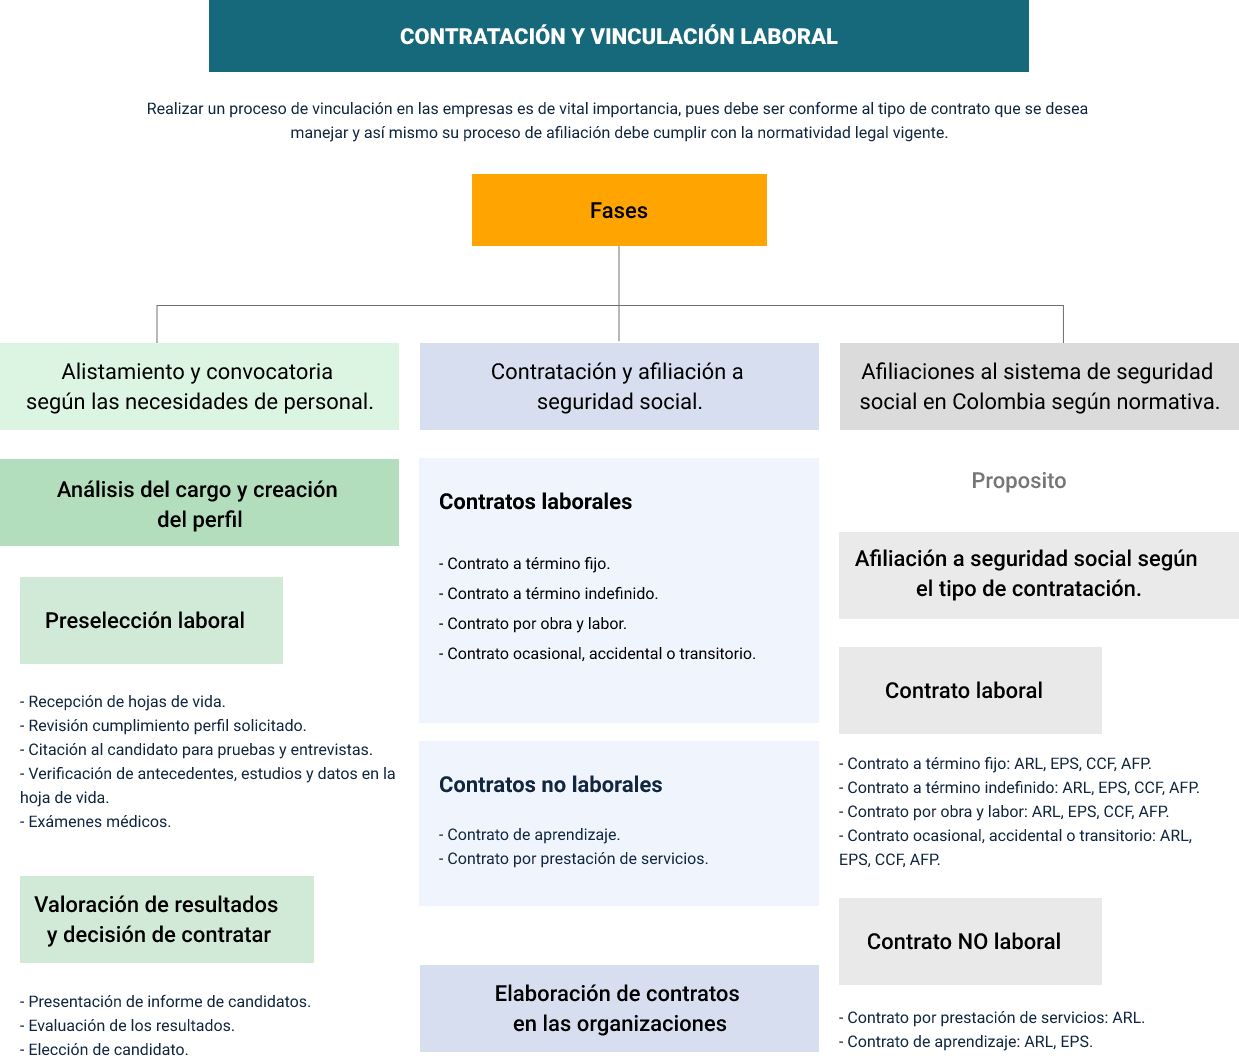 CONTRATACIÓN Y VINCULACIÓN LABORAL
Realizar un proceso de vinculación en las empresas es de vital importancia, pues debe ser conforme al tipo de contrato que se desea
manejar y así mismo su proceso de afiliación debe cumplir con la normatividad legal vigente.
Fases
Alistamiento y convocatoria
según las necesidades de personal.
Análisis del cargo y creación
del perfil
Preselección laboral
- Recepción de hojas de vida.
- Revisión cumplimiento perfil solicitado.
- Citación al candidato para pruebas y entrevistas.
- Verificación de antecedentes, estudios y datos en la
hoja de vida.
- Exámenes médicos.
Valoración de resultados
y decisión de contratar
- Presentación de informe de candidatos.
- Evaluación de los resultados.
- Elección de candidato.
Contratación y afiliación a
seguridad social.
Contratos laborales
- Contrato a término fijo.
- Contrato a término indefinido.
- Contrato por obra y labor.
- Contrato ocasional, accidental o transitorio.
Contratos no laborales
- Contrato de aprendizaje.
- Contrato por prestación de servicios.
Elaboración de contratos
en las organizaciones
Afiliaciones al sistema de seguridad
social en Colombia según normativa.
Proposito
Afiliación a seguridad social según
el tipo de contratación.
Contrato laboral
- Contrato a término fijo: ARL, EPS, CCF, AFP.
- Contrato a término indefinido: ARL, EPS, CCF, AFP.
- Contrato por obra y labor: ARL, EPS, CCF, AFP.
- Contrato ocasional, accidental o transitorio: ARL,
EPS, CCF, AFP.
Contrato NO laboral
- Contrato por prestación de servicios: ARL.
- Contrato de aprendizaje: ARL, EPS.